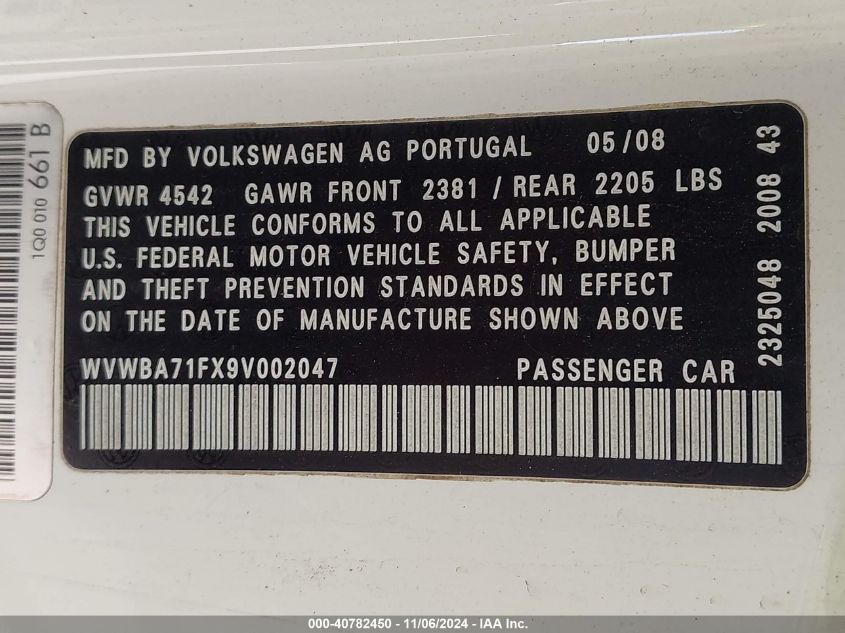 MFD BY VOLKSWAGEN AG PORTUGAL 05/08
GVWR 4542 GAWR FRONT 2381 / REAR 2205 LBS
THIS VEHICLE CONFORMS TO ALL APPLICABLE
U.S. FEDERAL MOTOR VEHICLE SAFETY, BUMPER
AND THEFT PREVENTION STANDARDS IN EFFECT
ON THE DATE OF MANUFACTURE SHOWN ABOVE
WVWBA71FX9V002047 PASSENGER CAR
2325048 2008 43
1Q0 010 661 B
000-40782450 - 11/06/2024 - IAA Inc.